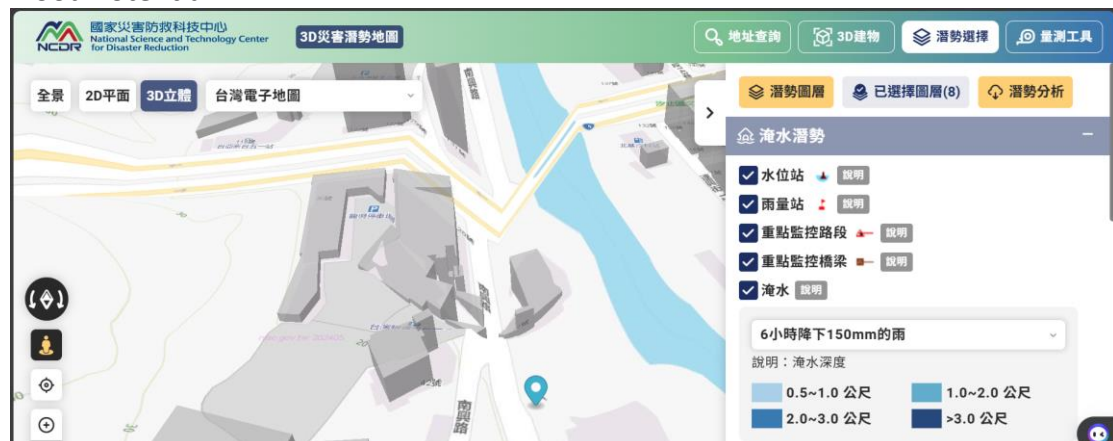 國家災害防救科技中心
NCDR National Science and Technology Center
for Disaster Reduction
3D災害潛勢地圖
地址查詢
3D建物
潛勢選擇
量測工具
全景
2D平面
3D立體
台灣電子地圖
潛勢圖層
已選擇圖層(8)
潛勢分析
淹水潛勢
水位站 說明
雨量站 說明
重點監控路段 說明
重點監控橋梁 說明
淹水 說明
6小時降下150mm的雨
說明：淹水深度
0.5~1.0 公尺
1.0~2.0 公尺
2.0~3.0 公尺
>3.0 公尺
南興路